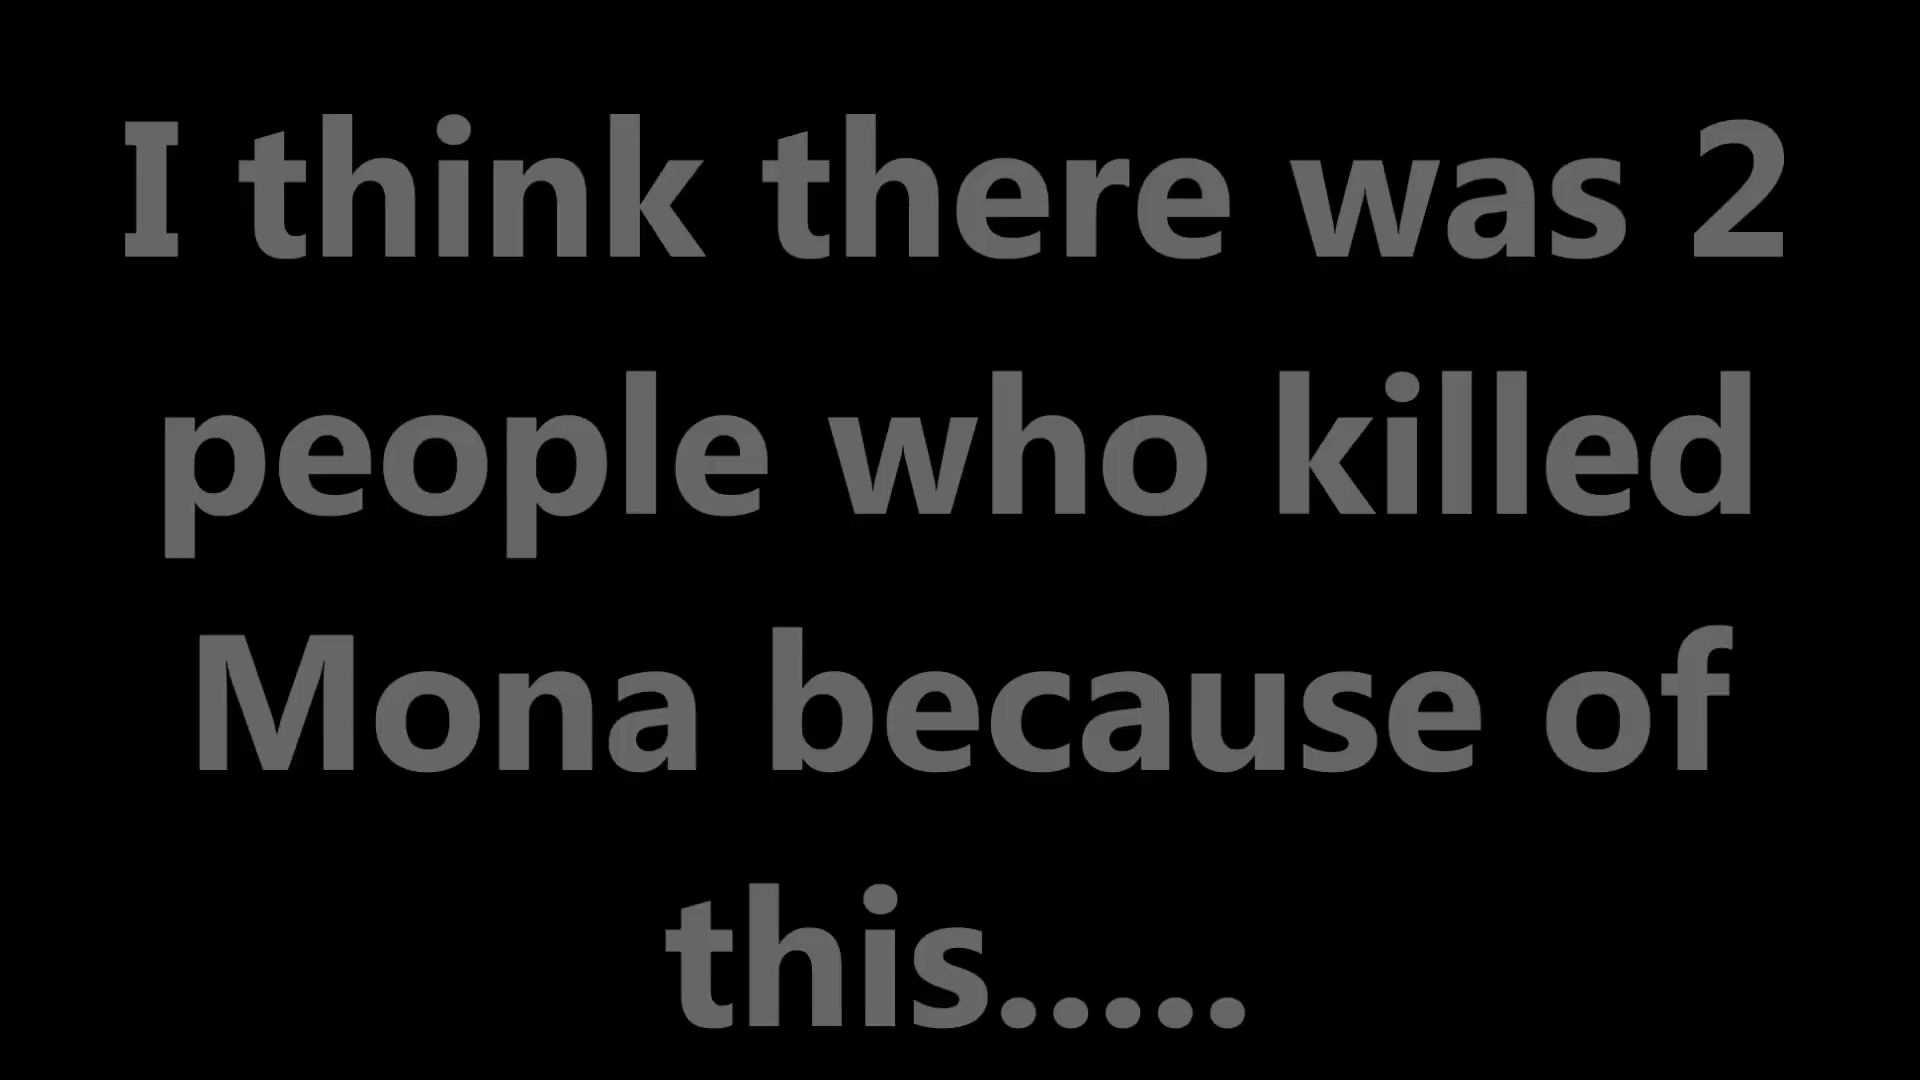 I think there was 2
people who killed
Mona because of
this.....